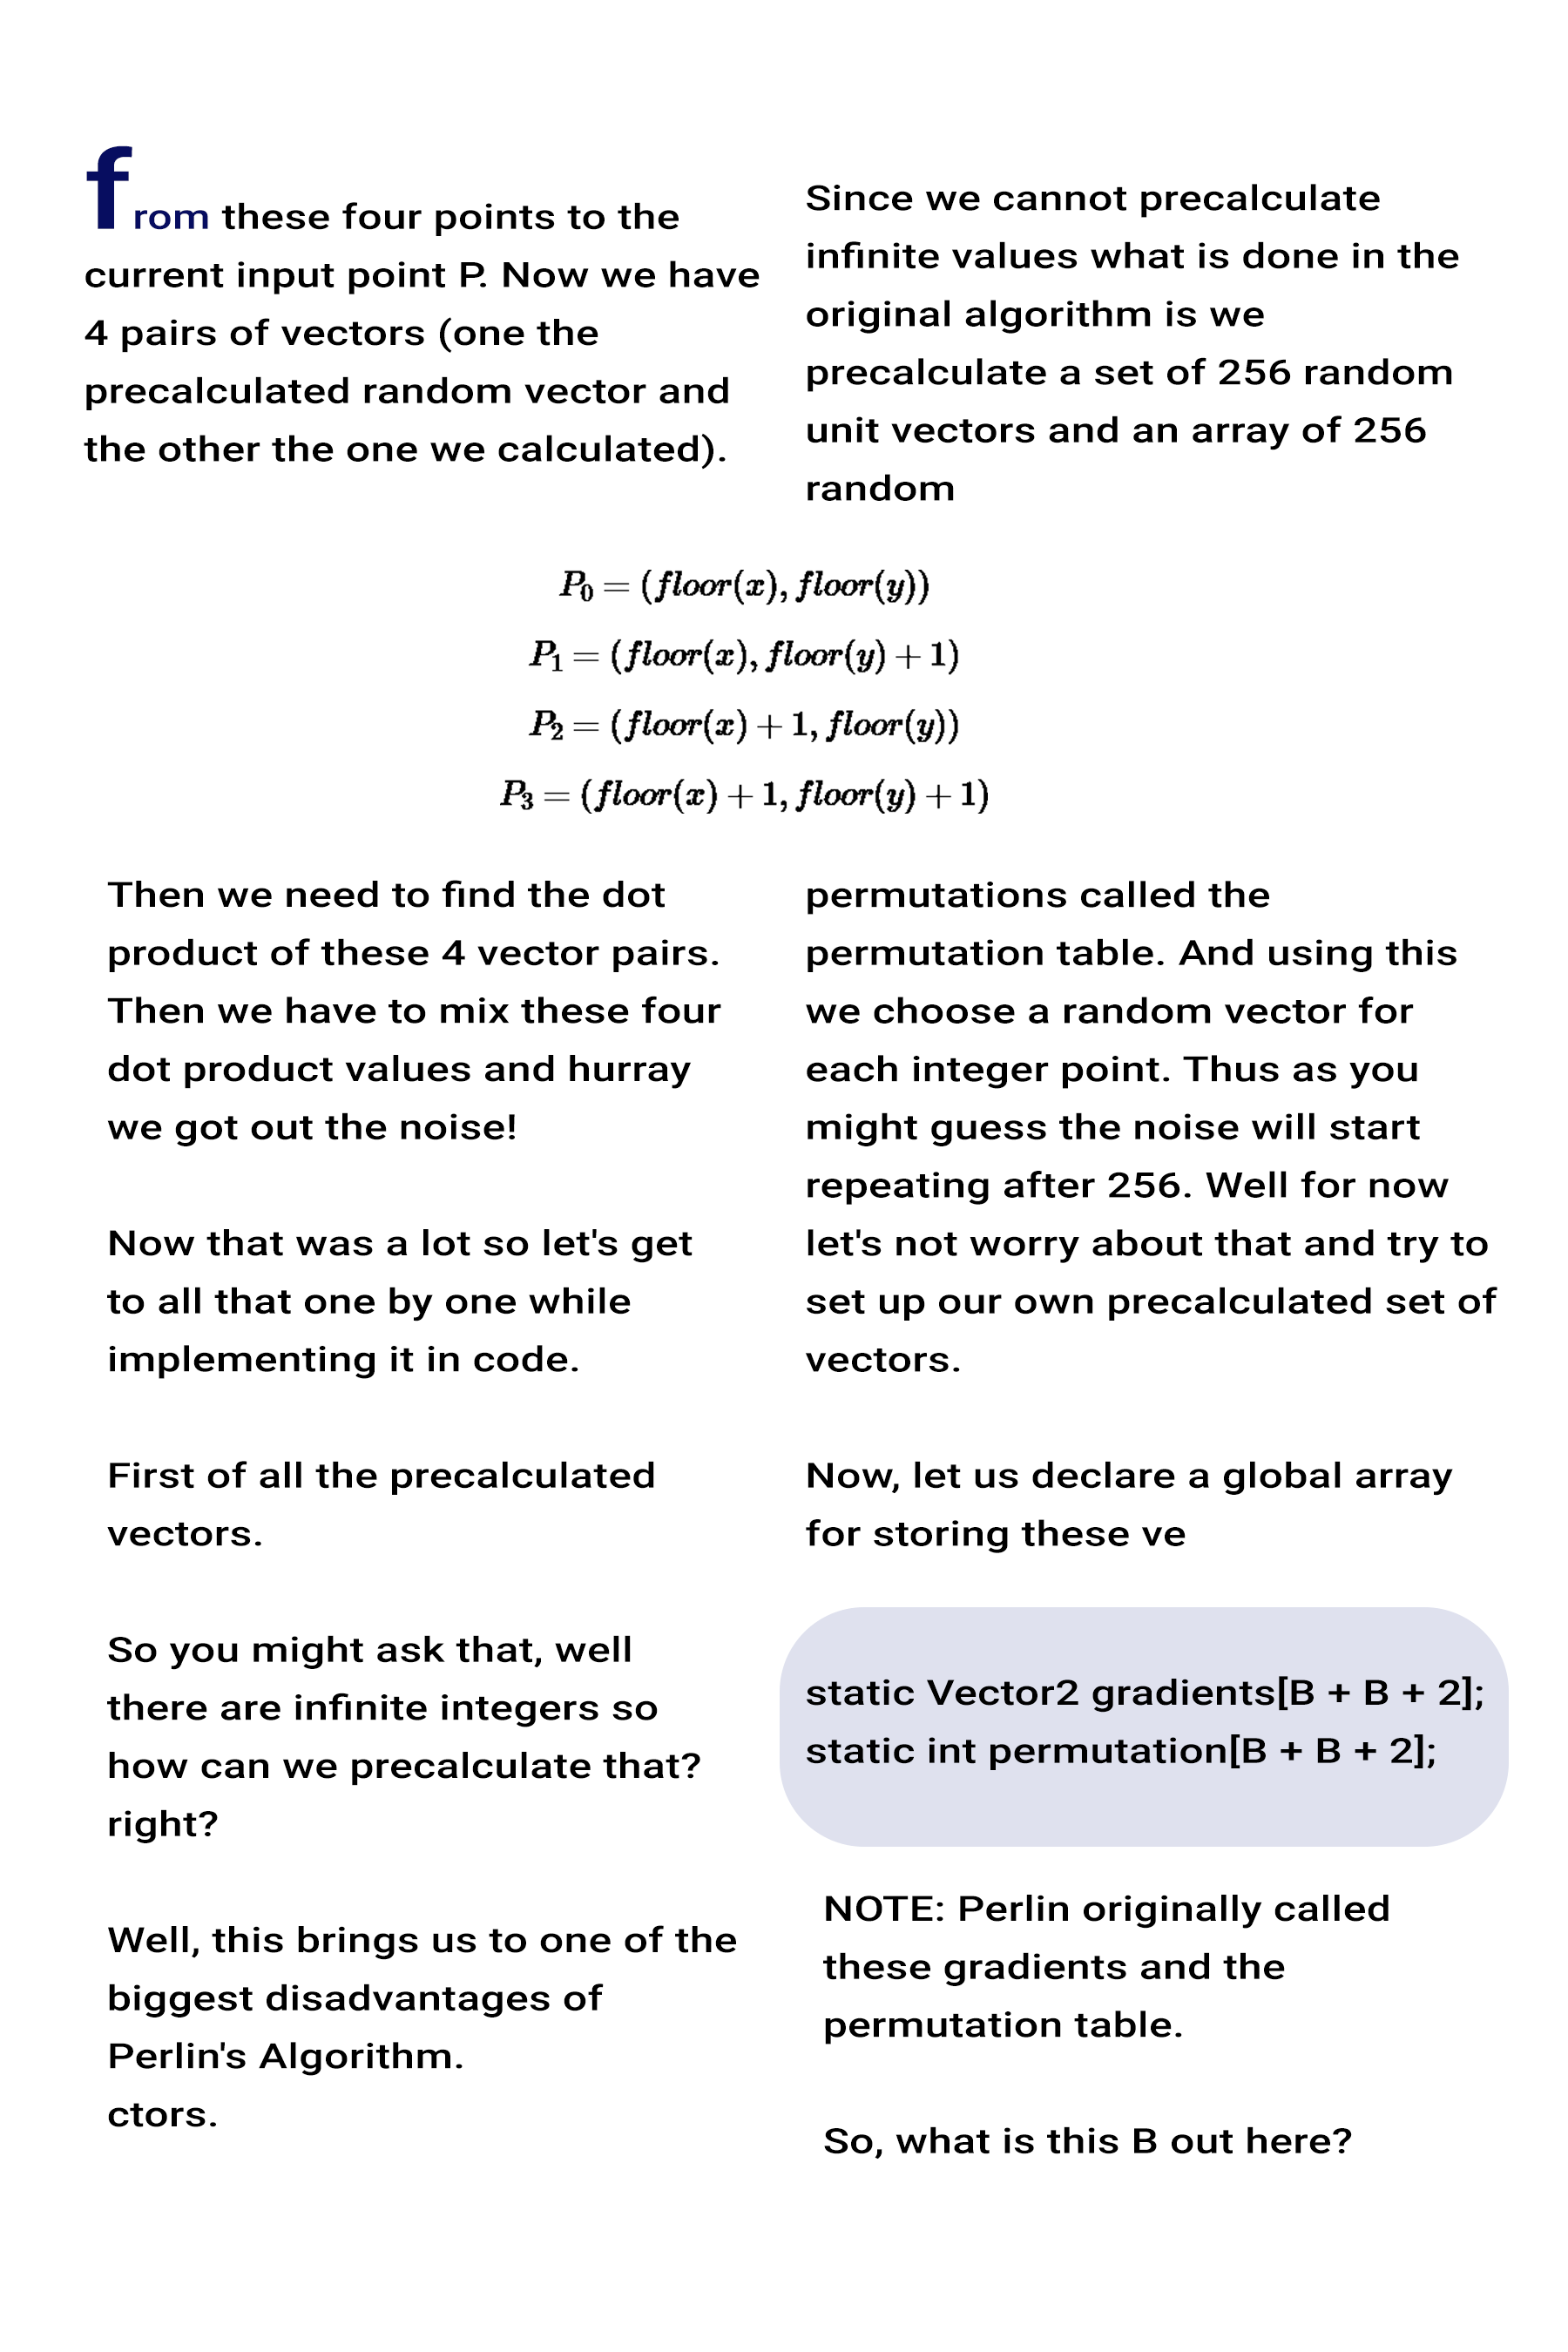 from these four points to the
current input point P. Now we have
4 pairs of vectors (one the
precalculated random vector and
the other the one we calculated).
Since we cannot precalculate
infinite values what is done in the
original algorithm is we
precalculate a set of 256 random
unit vectors and an array of 256
random
P₀ = (floor(x), floor(y))
P₁ = (floor(x), floor(y) + 1)
P₂ = (floor(x) + 1, floor(y))
P₃ = (floor(x) + 1, floor(y) + 1)
Then we need to find the dot
product of these 4 vector pairs.
Then we have to mix these four
dot product values and hurray
we got out the noise!
Now that was a lot so let's get
to all that one by one while
implementing it in code.
First of all the precalculated
vectors.
So you might ask that, well
there are infinite integers so
how can we precalculate that?
right?
Well, this brings us to one of the
biggest disadvantages of
Perlin's Algorithm.
ctors.
permutations called the
permutation table. And using this
we choose a random vector for
each integer point. Thus as you
might guess the noise will start
repeating after 256. Well for now
let's not worry about that and try to
set up our own precalculated set of
vectors.
Now, let us declare a global array
for storing these ve
static Vector2 gradients[B + B + 2];
static int permutation[B + B + 2];
NOTE: Perlin originally called
these gradients and the
permutation table.
So, what is this B out here?